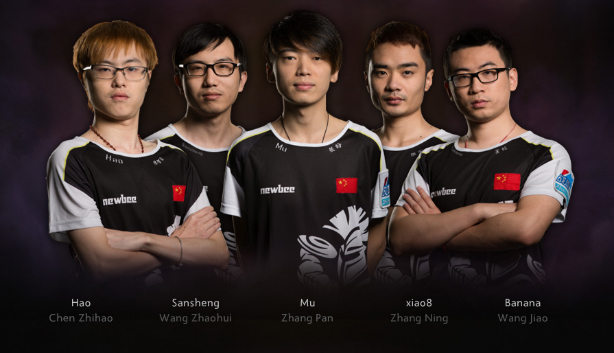 Hao
Mu
newbee
newbee
newbee
Hao Sansheng Mu xiao8 Banana
Chen Zhihao Wang Zhaohui Zhang Pan Zhang Ning Wang Jiao